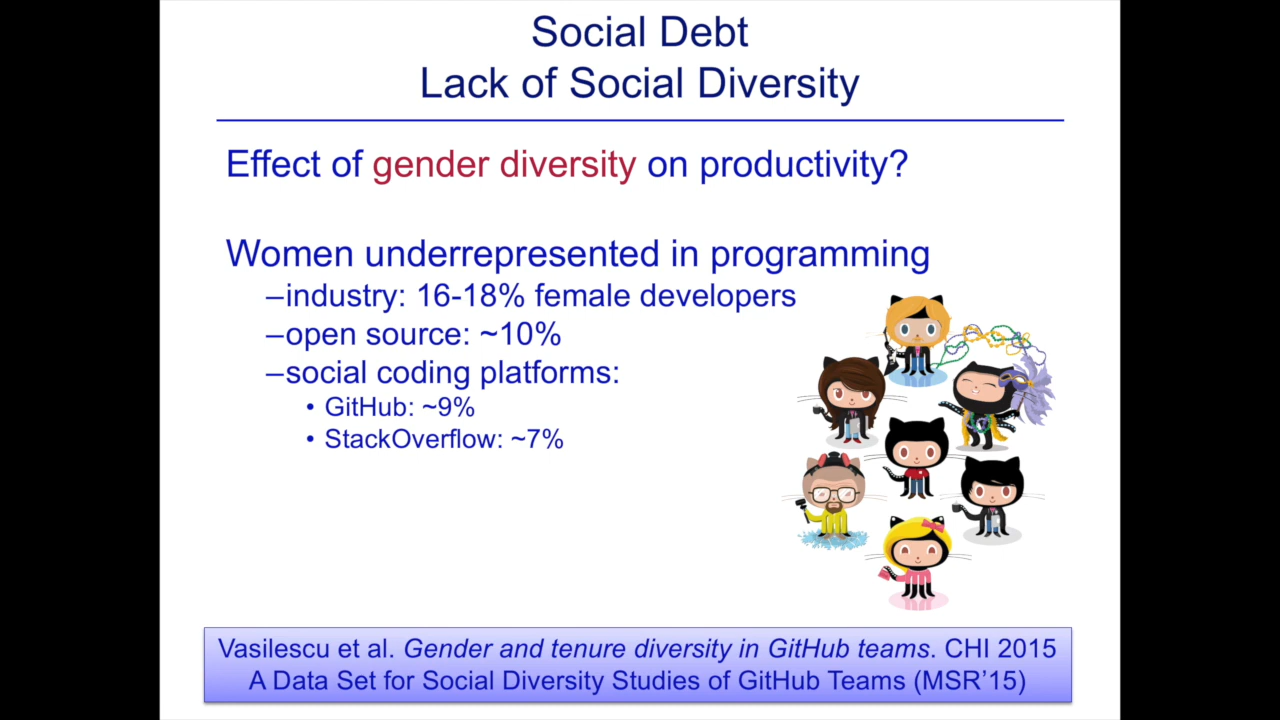 Social Debt
Lack of Social Diversity
Effect of gender diversity on productivity?
Women underrepresented in programming
–industry: 16-18% female developers
–open source: ~10%
–social coding platforms:
• GitHub: ~9%
• StackOverflow: ~7%
Vasilescu et al. Gender and tenure diversity in GitHub teams. CHI 2015
A Data Set for Social Diversity Studies of GitHub Teams (MSR’15)